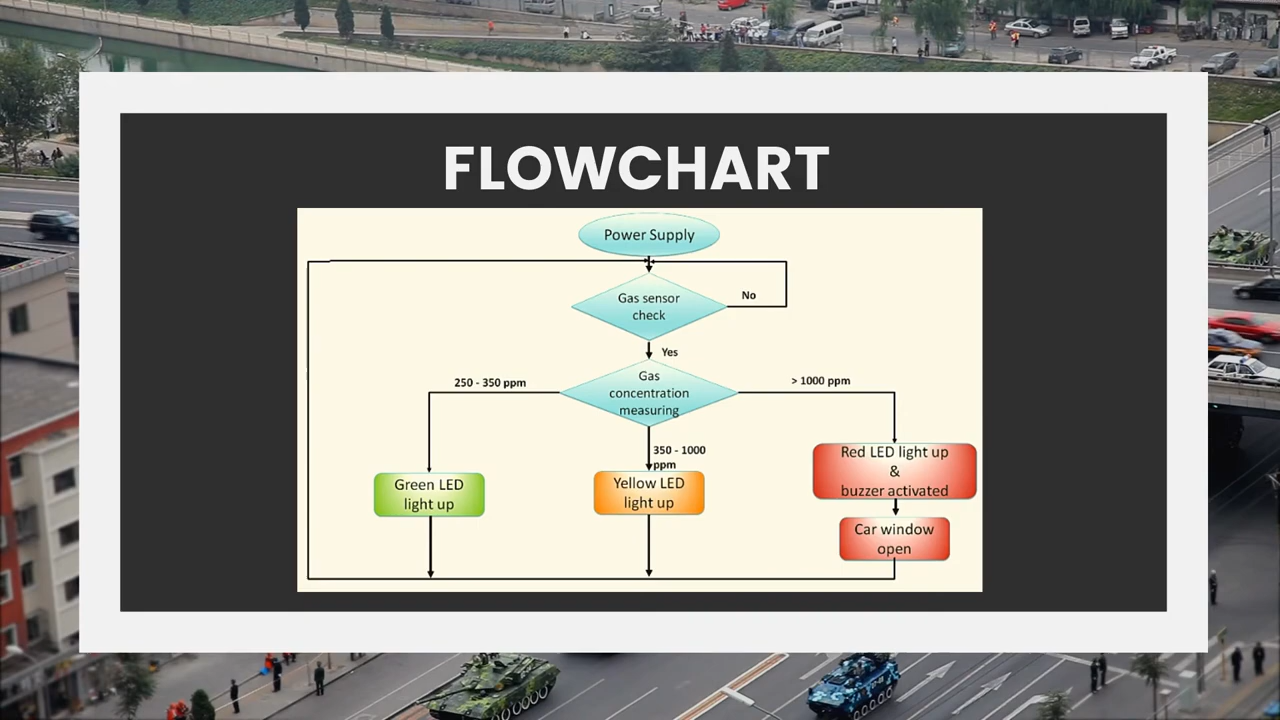 FLOWCHART
Power Supply
No
Gas sensor
check
Yes
250 - 350 ppm
Gas
concentration
measuring
> 1000 ppm
350 - 1000
ppm
Green LED
light up
Yellow LED
light up
Red LED light up
&
buzzer activated
Car window
open